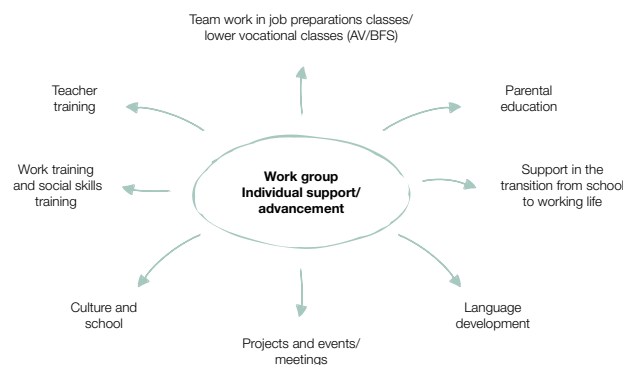 Team work in job preparations classes/
lower vocational classes (AV/BFS)
Teacher
training
Parental
education
Work training
and social skills
training
Work group
Individual support/
advancement
Support in the
transition from school
to working life
Culture and
school
Language
development
Projects and events/
meetings